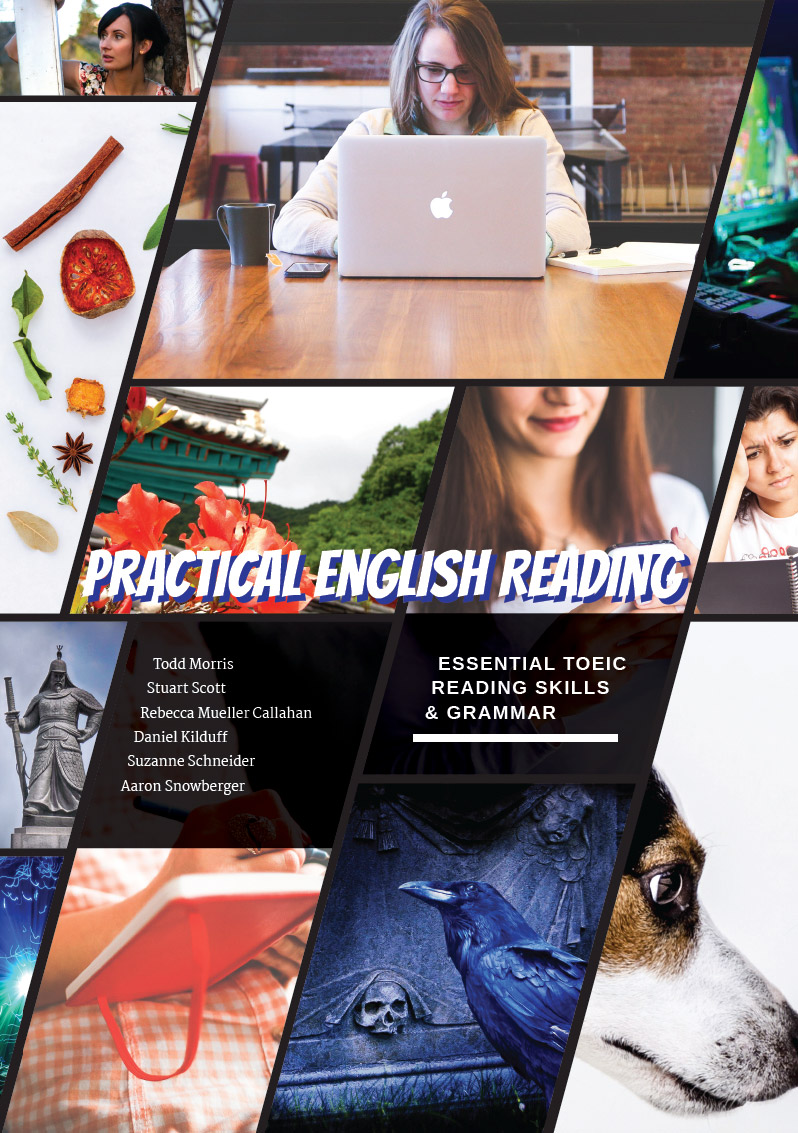 PRACTICAL ENGLISH READING
Todd Morris
Stuart Scott
Rebecca Mueller Callahan
Daniel Kilduff
Suzanne Schneider
Aaron Snowberger
ESSENTIAL TOEIC
READING SKILLS
& GRAMMAR